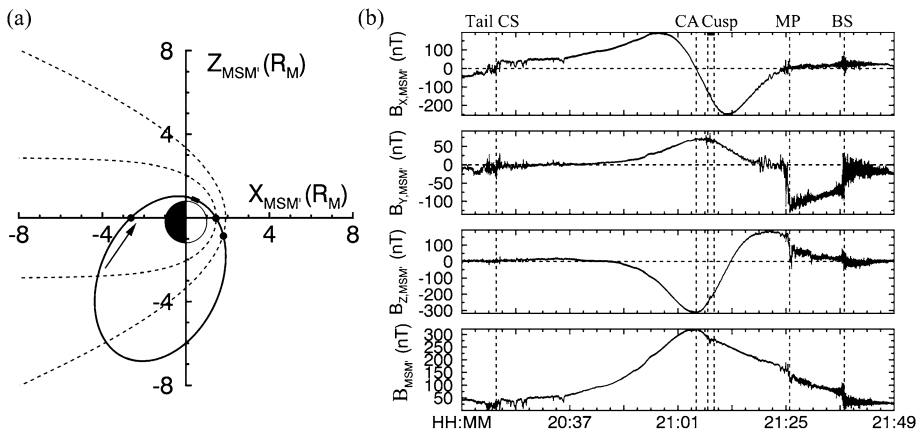 (a)
8
Z_MSM' (R_M)
4
X_MSM' (R_M)
-8 -4 4 8
-4
-8
(b)
Tail CS CA Cusp MP BS
B_X,MSM' (nT)
100
0
-100
-200
B_Y,MSM' (nT)
50
0
-50
-100
B_Z,MSM' (nT)
100
0
-100
-200
-300
B_MSM' (nT)
300
250
200
150
100
50
HH:MM 20:37 21:01 21:25 21:49